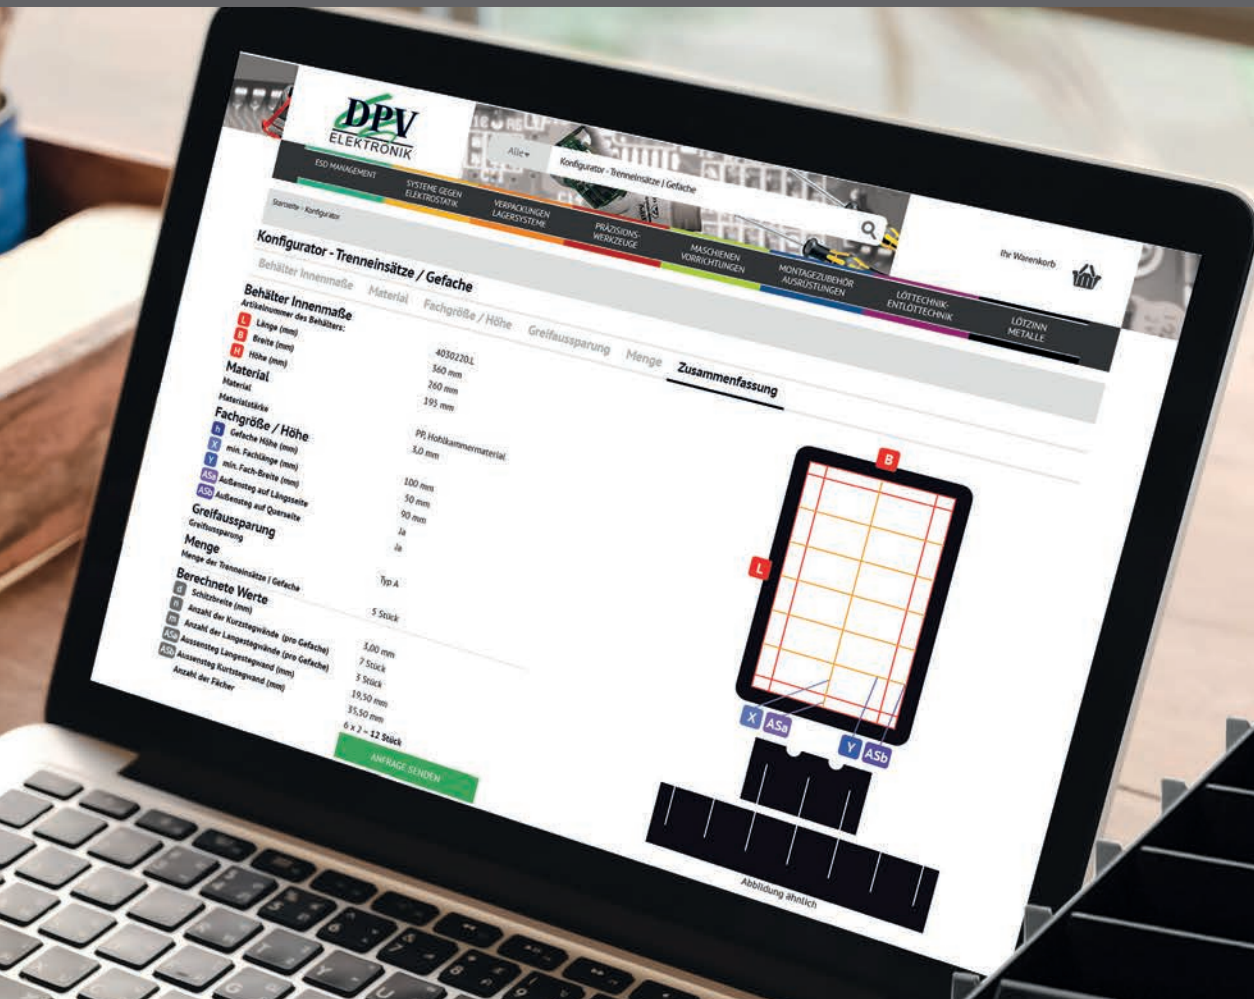 DPV
ELEKTRONIK
Alle
Konfigurator - Trenneinsätze | Gefache
Ihr Warenkorb
ESD MANAGEMENT
SYSTEME GEGEN
ELEKTROSTATIK
VERPACKUNGEN
LAGERSYSTEME
PRÄZISIONS-
WERKZEUGE
MASCHIENEN
VORRICHTUNGEN
MONTAGEZUBEHÖR
AUSRÜSTUNGEN
LÖTTECHNIK-
ENTLÖTTECHNIK
LÖTZINN
METALLE
Startseite - Konfigurator
Konfigurator - Trenneinsätze / Gefache
Behälter Innenmaße Material Fachgröße / Höhe Greifaussparung Menge Zusammenfassung
Behälter Innenmaße
Artikelnummer des Behälters: 4030220.L
L Länge (mm) 360 mm
B Breite (mm) 260 mm
H Höhe (mm) 195 mm
Material
Material PP, Hohlkammermaterial
Materialstärke 3,0 mm
Fachgröße / Höhe
h Gefache Höhe (mm) 100 mm
X min. Fachlänge (mm) 50 mm
Y min. Fach-Breite (mm) 90 mm
ASa Außensteg auf Längsseite Ja
ASb Außensteg auf Querseite Ja
Greifaussparung
Greifaussparung Typ A
Menge
Menge der Trenneinsätze | Gefache 5 Stück
Berechnete Werte
d Schitzbreite (mm) 3,00 mm
n Anzahl der Kurzstegwände (pro Gefache) 7 Stück
m Anzahl der Langestegwände (pro Gefache) 3 Stück
ASa Aussensteg Langestegwand (mm) 19,50 mm
ASb Aussensteg Kurtstegwand (mm) 35,50 mm
Anzahl der Fächer 6 x 2 = 12 Stück
ANFRAGE SENDEN
B
L
X ASa
Y ASb
Abbildung ähnlich